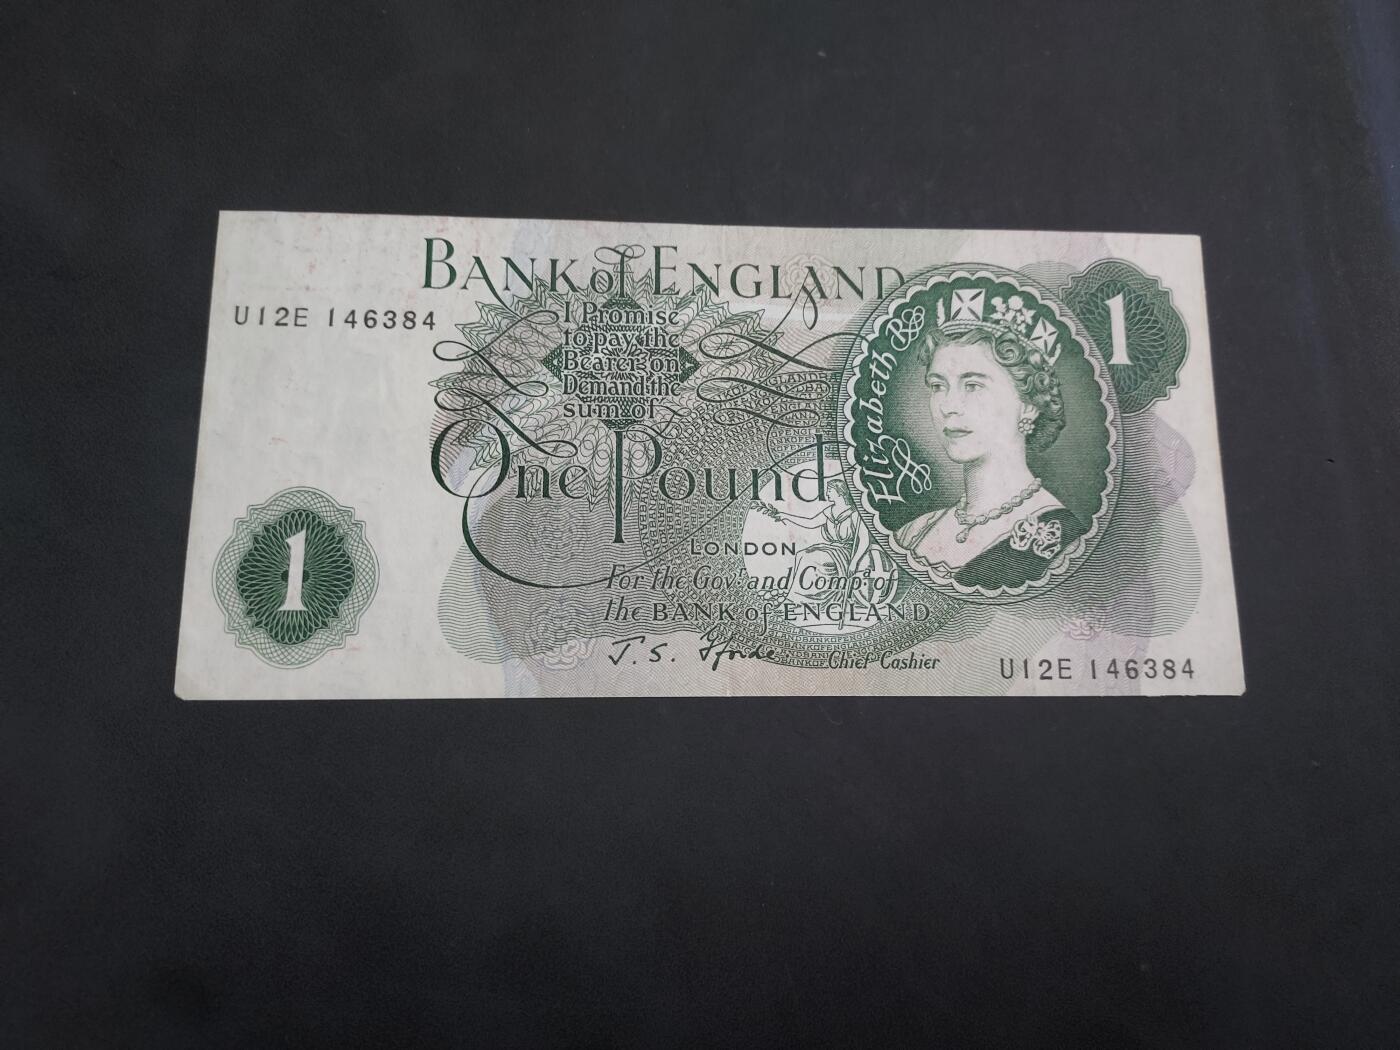 BANK of ENGLAND
U12E 146384
I Promise
to pay the
Bearer on
Demand the
sum of
One Pound
LONDON
For the Govr. and Compa. of
the BANK of ENGLAND
J. S. Fforde
Chief Cashier
Elizabeth R
1
1
U12E 146384